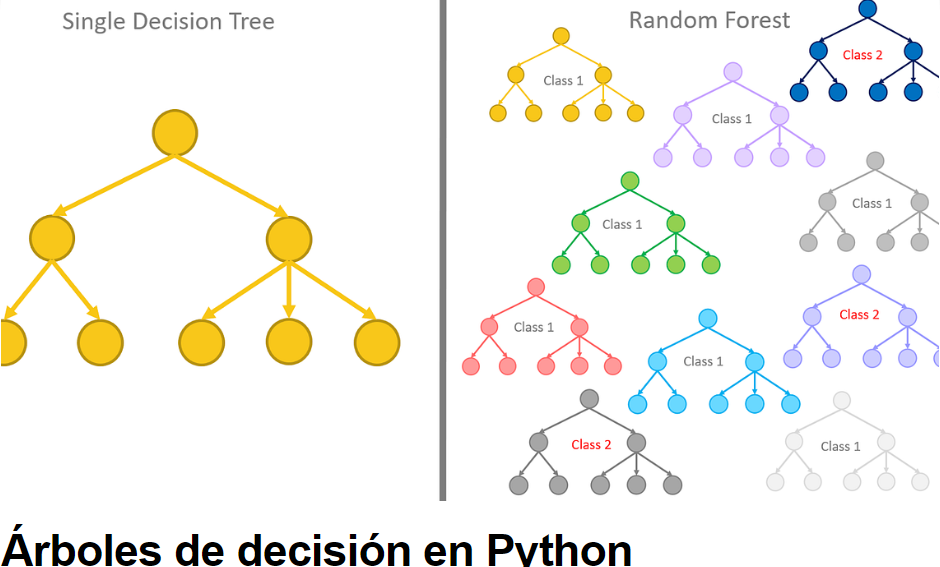 Single Decision Tree
Random Forest
Class 1
Class 2
Class 1
Class 1
Class 1
Class 1
Class 2
Class 1
Class 2
Class 1
Árboles de decisión en Python